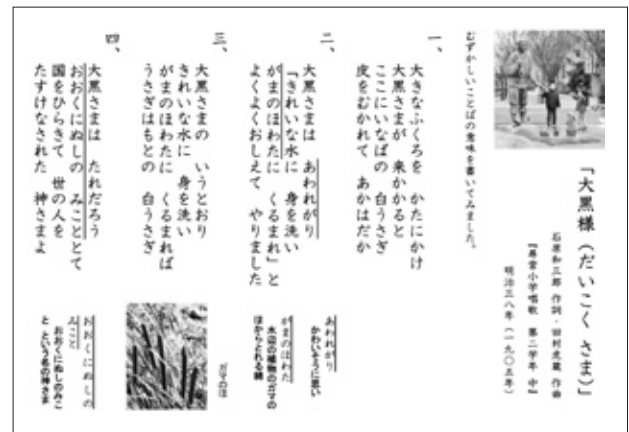 「大黒様(だいこく さま)」
石原和三郎 作詞・田村虎蔵 作曲
『尋常小学唱歌 第二学年 中』
明治三八年(一九〇五年)
むずかしいことばの意味を書いてみました。
一、
大きなふくろを かたにかけ
大黒さまが 来かかると
ここにいなばの 白うさぎ
皮をむかれて あかはだか
二、
大黒さまは あわれがり
「きれいな水に 身を洗い
がまのほわたに くるまれ」と
よくよくおしえて やりました
三、
大黒さまの いうとおり
きれいな水に 身を洗い
がまのほわたに くるまれば
うさぎはもとの 白うさぎ
四、
大黒さまは たれだろう
おおくにぬしの みこととて
国をひらきて 世の人を
たすけなされた 神さまよ
あわれがり
かわいそうに思い
がまのほわた
水辺の植物のガマの
ほからとれる綿
ガマのほ
おおくにぬしの
みこと
おおくにぬしのみこ
と という名の神さま